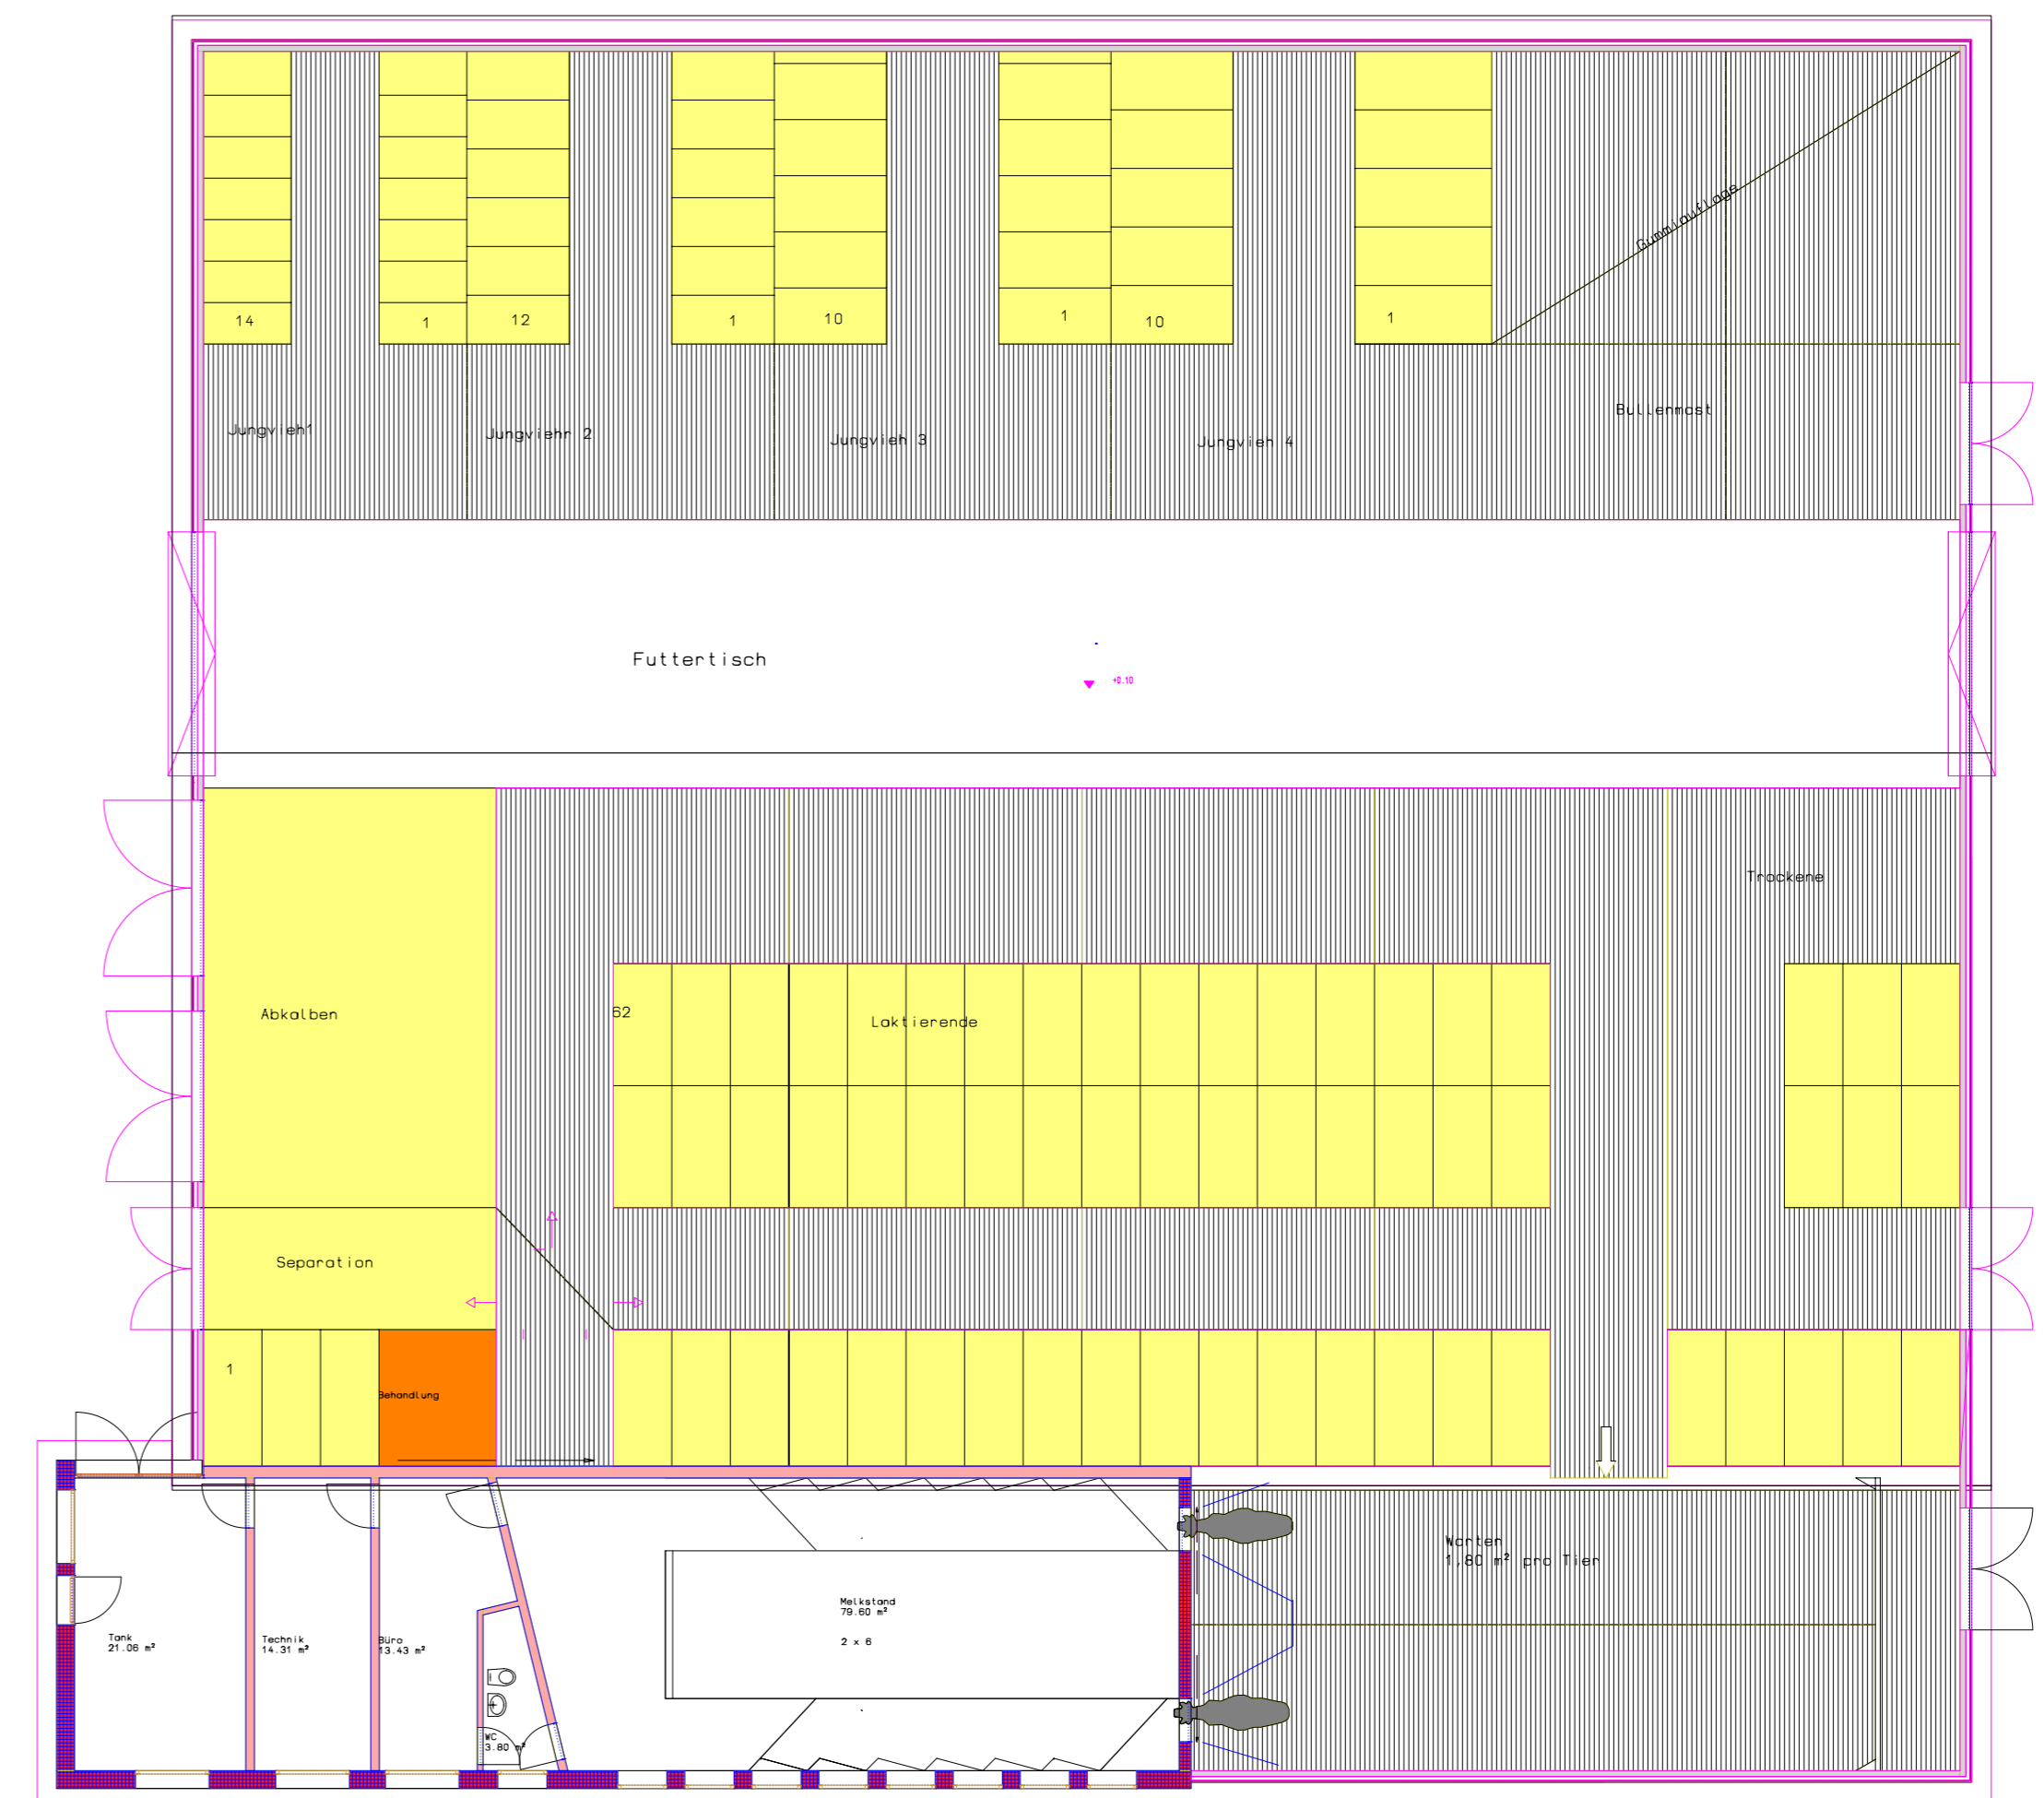 Gummiauflage
14
1
12
1
10
1
10
1
Jungvieh1
Jungviehr 2
Jungvieh 3
Jungvieh 4
Bullenmast
Futtertisch
+0.10
Trockene
Abkalben
62
Laktierende
Separation
1
Behandlung
Warten
1,80 m² pro Tier
Melkstand
79.60 m²
2 x 6
Tank
21.06 m²
Technik
14.31 m²
Büro
13.43 m²
WC
3.80 m²